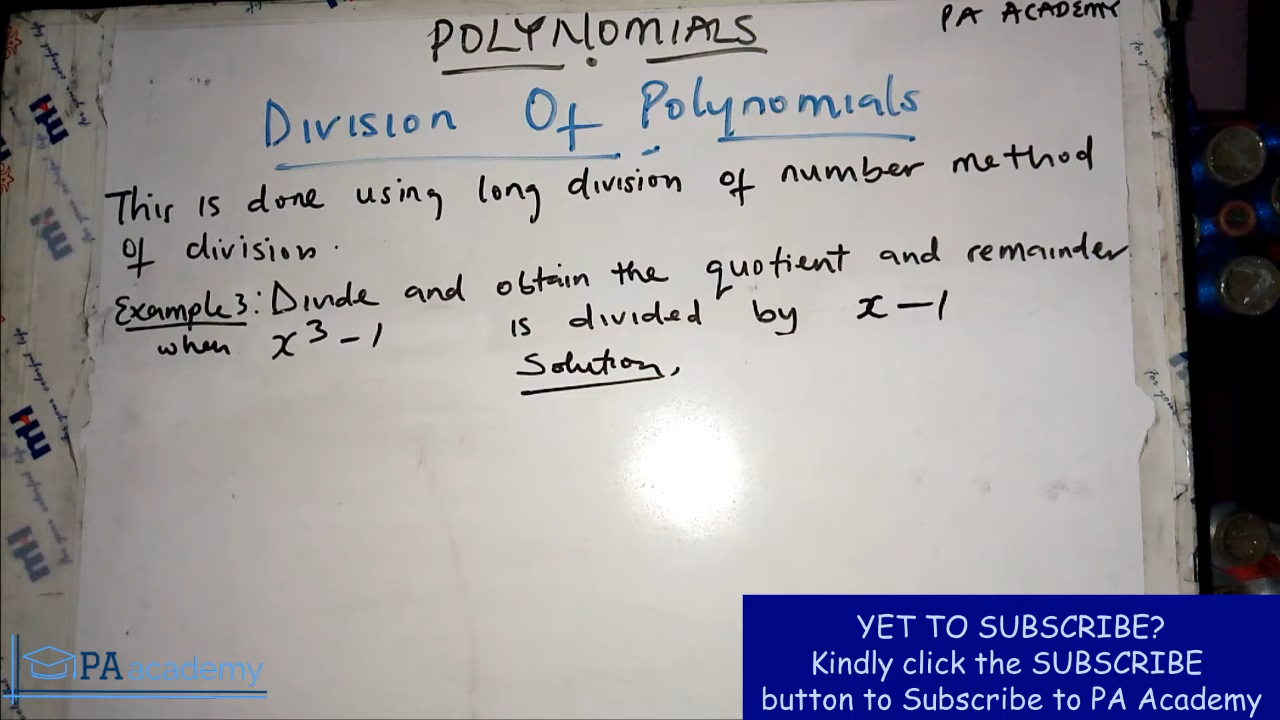 PA ACADEMY
POLYNOMIALS
Division Of Polynomials
This is done using long division of number method
of division.
Example 3: Divide and obtain the quotient and remainder
when x³ - 1 is divided by x - 1
Solution,
PA academy
YET TO SUBSCRIBE?
Kindly click the SUBSCRIBE
button to Subscribe to PA Academy